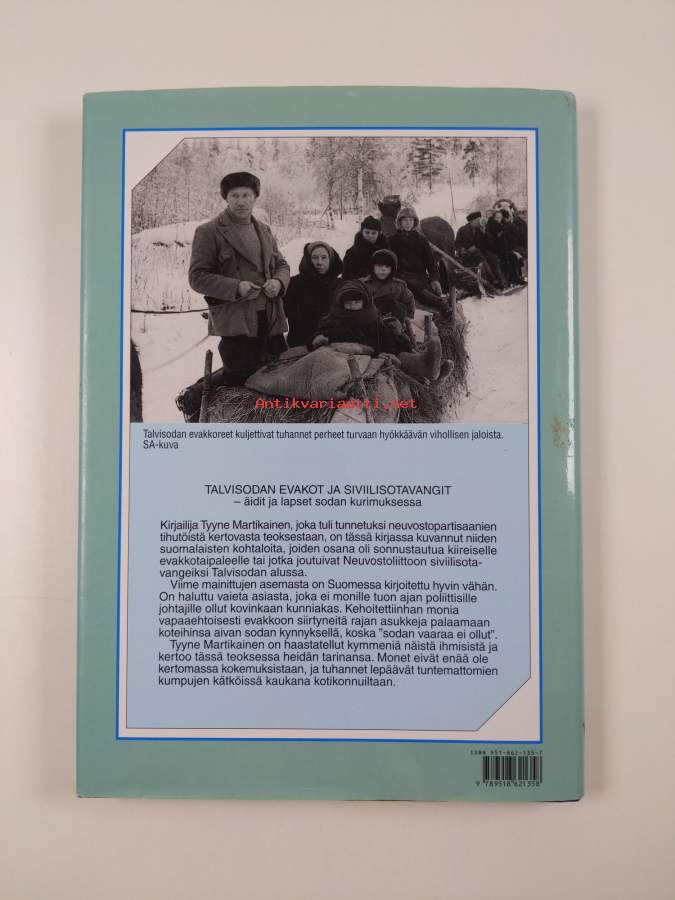 Antikvariaatti.net
Talvisodan evakkoreet kuljettivat tuhannet perheet turvaan hyökkäävän vihollisen jaloista.
SA-kuva
TALVISODAN EVAKOT JA SIVIILISOTAVANGIT
– äidit ja lapset sodan kurimuksessa
Kirjailija Tyyne Martikainen, joka tuli tunnetuksi neuvostopartisaanien
tihutöistä kertovasta teoksestaan, on tässä kirjassa kuvannut niiden
suomalaisten kohtaloita, joiden osana oli sonnustautua kiireiselle
evakkotaipaleelle tai jotka joutuivat Neuvostoliittoon siviilisota-
vangeiksi Talvisodan alussa.
Viime mainittujen asemasta on Suomessa kirjoitettu hyvin vähän.
On haluttu vaieta asiasta, joka ei monille tuon ajan poliittisille
johtajille ollut kovinkaan kunniakas. Kehoitettiinhan monia
vapaaehtoisesti evakkoon siirtyneitä rajan asukkeja palaamaan
koteihinsa aivan sodan kynnyksellä, koska "sodan vaaraa ei ollut".
Tyyne Martikainen on haastatellut kymmeniä näistä ihmisistä ja
kertoo tässä teoksessa heidän tarinansa. Monet eivät enää ole
kertomassa kokemuksistaan, ja tuhannet lepäävät tuntemattomien
kumpujen kätköissä kaukana kotikonnuiltaan.
ISBN 951-862-135-7
9 789518 621358